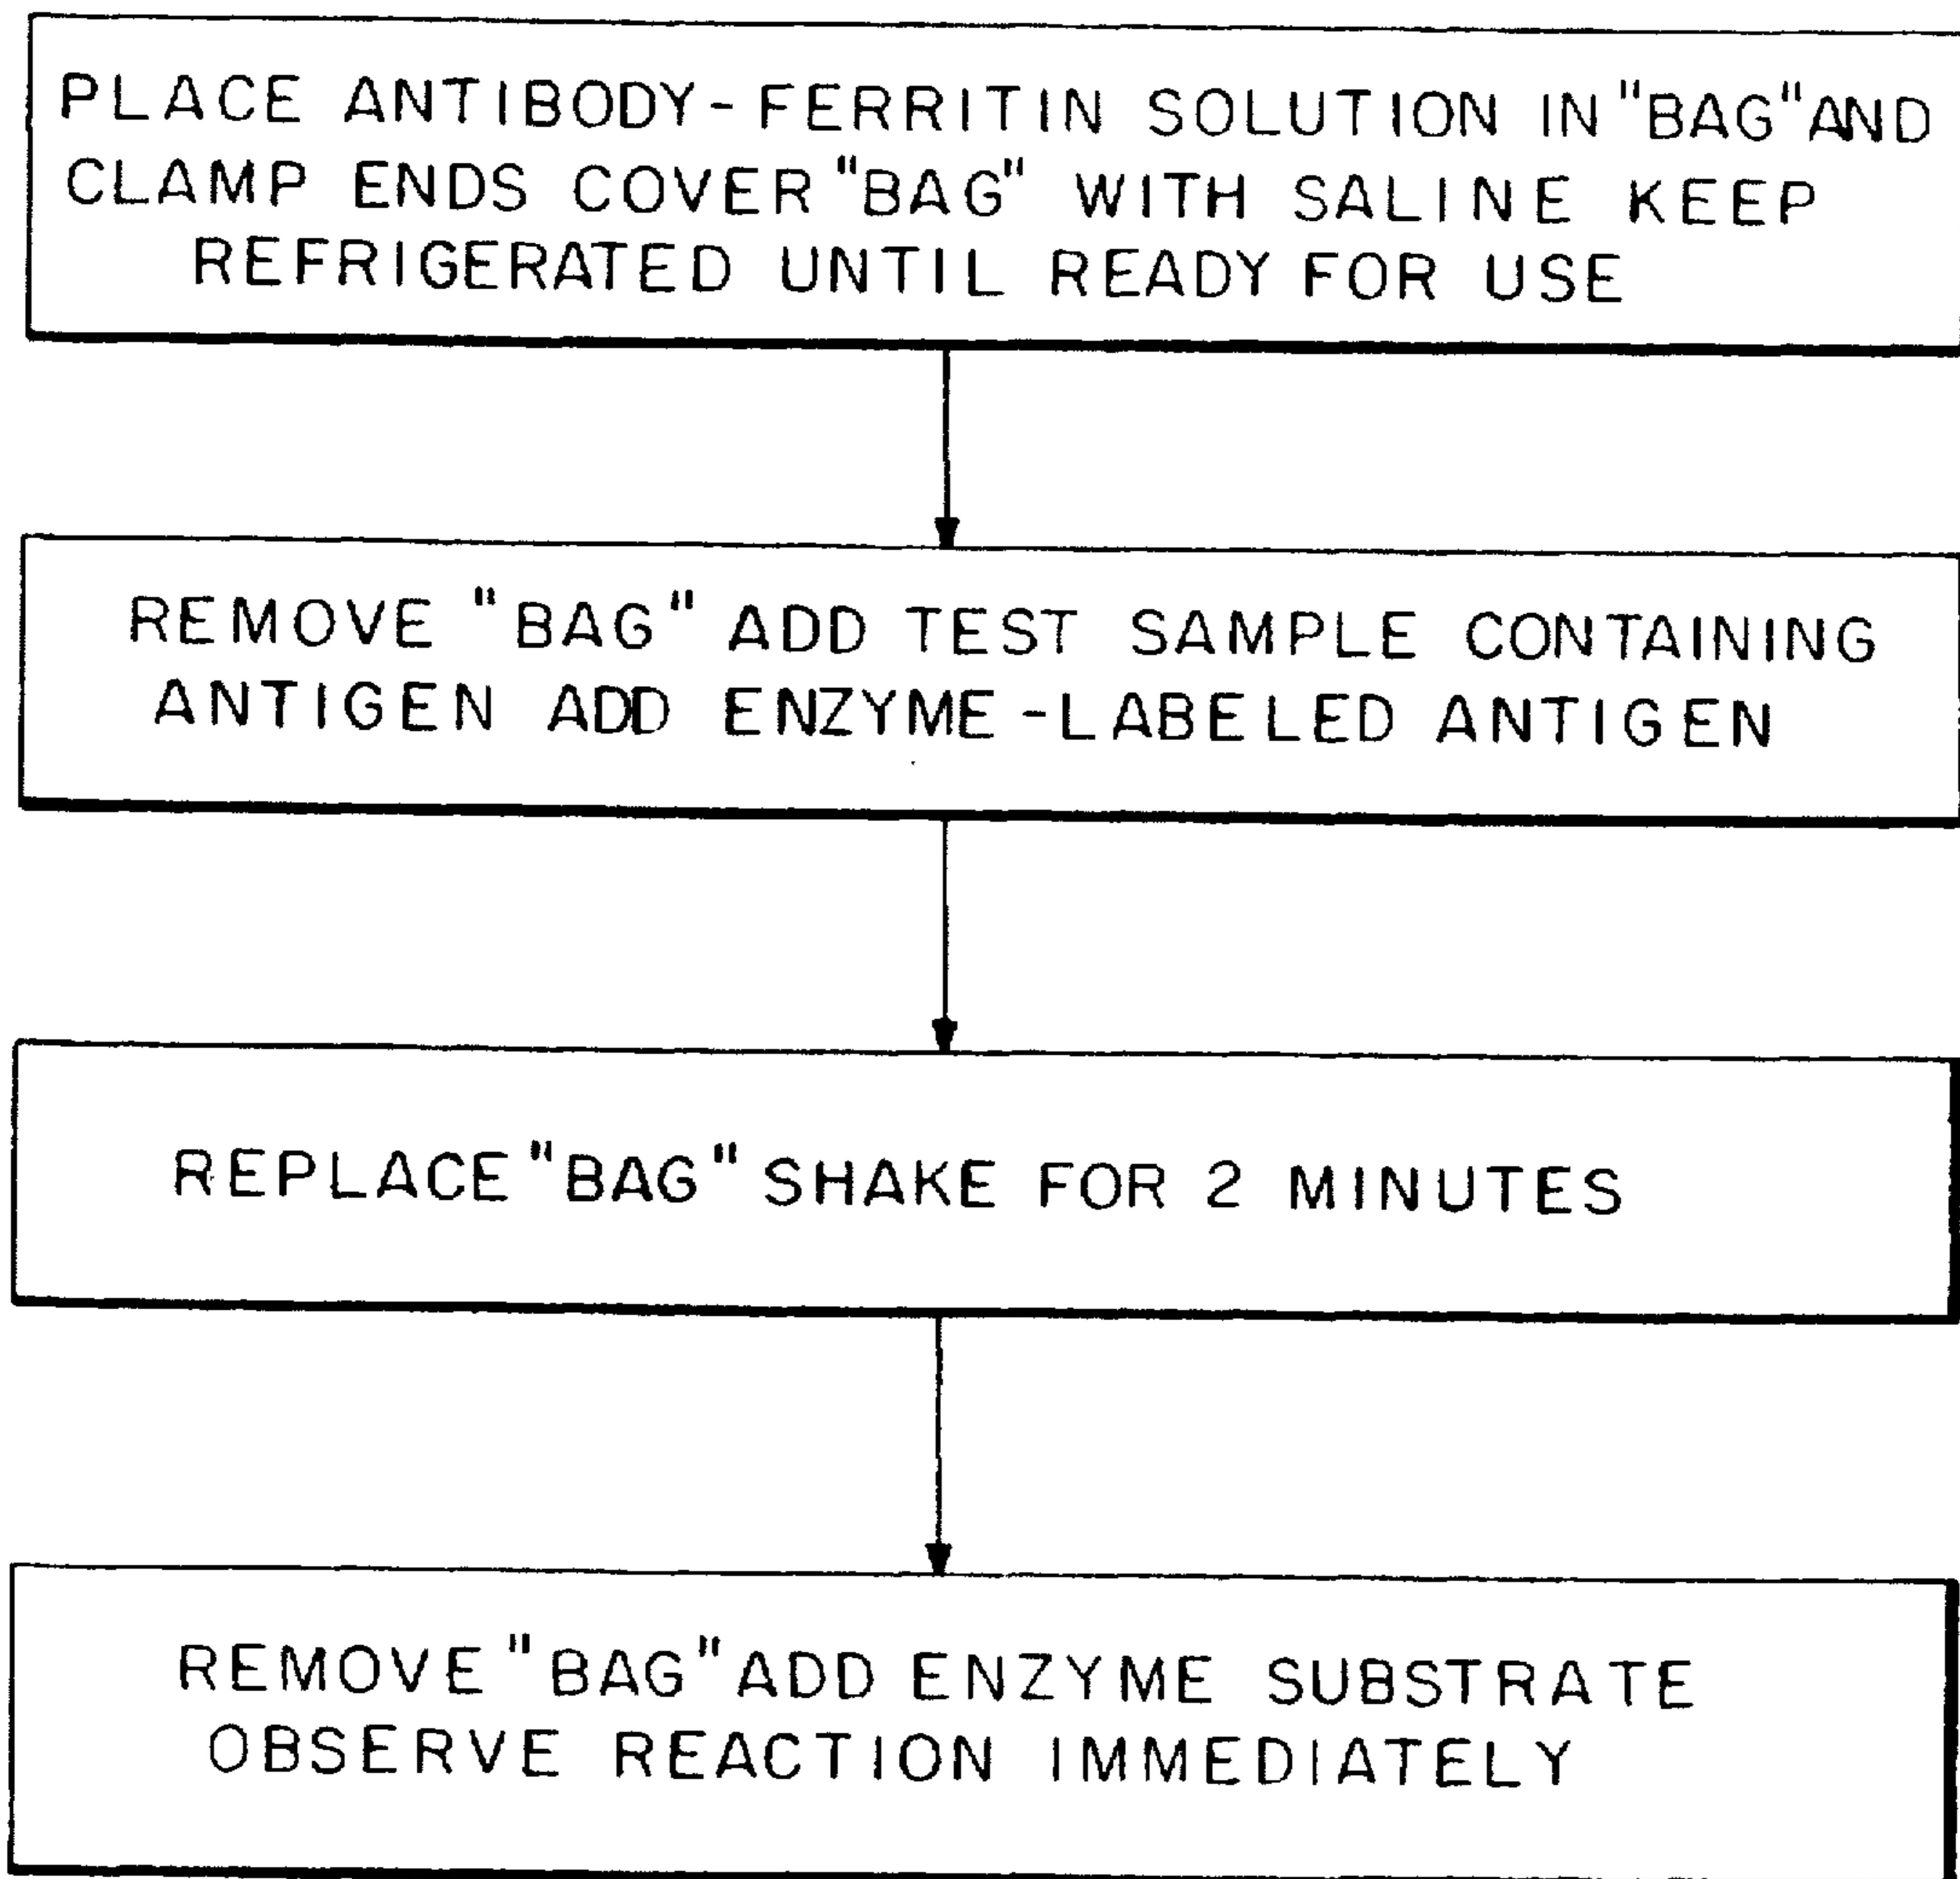 PLACE ANTIBODY-FERRITIN SOLUTION IN "BAG" AND
CLAMP ENDS COVER "BAG" WITH SALINE KEEP
REFRIGERATED UNTIL READY FOR USE
REMOVE "BAG" ADD TEST SAMPLE CONTAINING
ANTIGEN ADD ENZYME-LABELED ANTIGEN
REPLACE "BAG" SHAKE FOR 2 MINUTES
REMOVE "BAG" ADD ENZYME SUBSTRATE
OBSERVE REACTION IMMEDIATELY